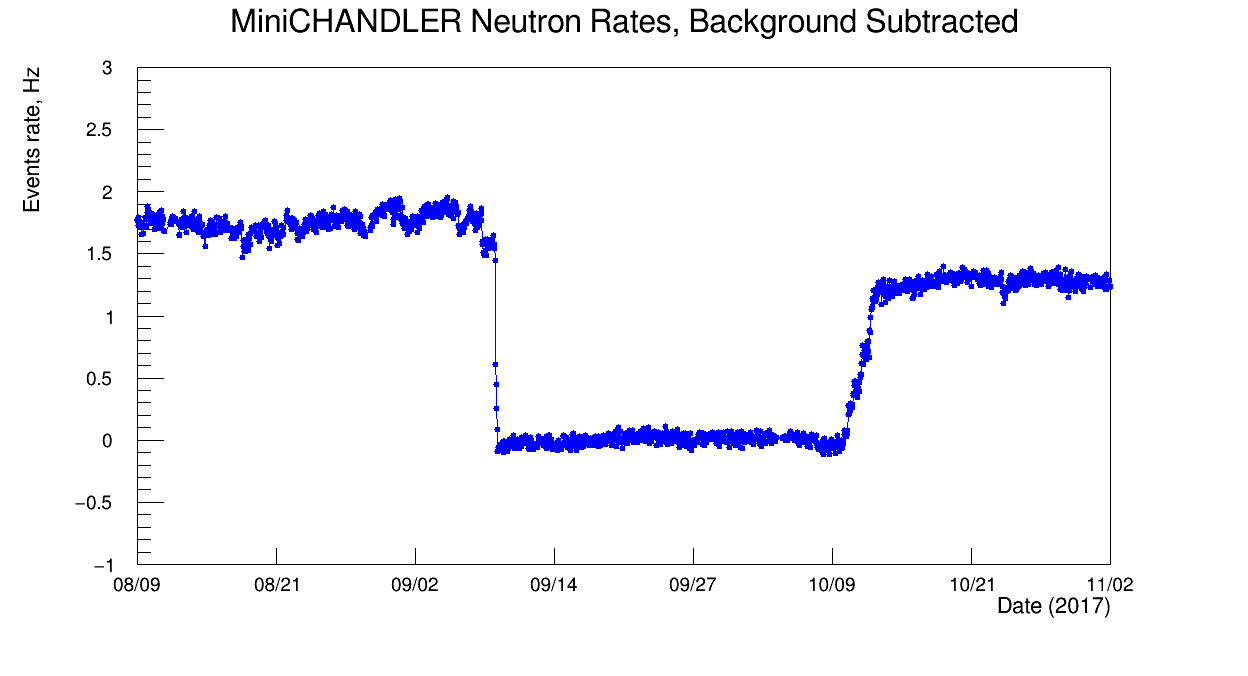 MiniCHANDLER Neutron Rates, Background Subtracted
Events rate, Hz
3
2.5
2
1.5
1
0.5
0
−0.5
−1
08/09 08/21 09/02 09/14 09/27 10/09 10/21 11/02
Date (2017)